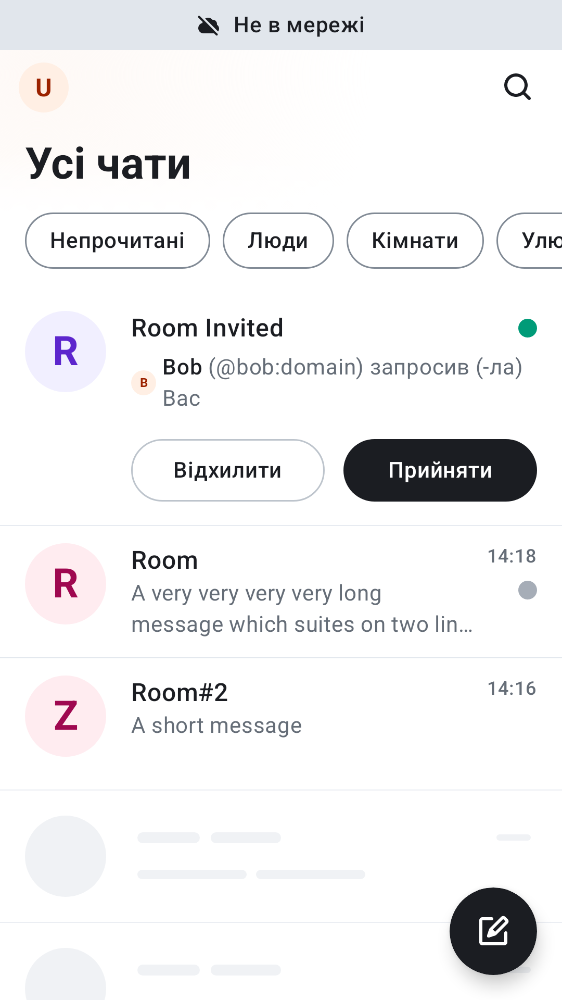 Не в мережі
U
Усі чати
Непрочитані Люди Кімнати Улю
R
Room Invited
B
Bob (@bob:domain) запросив (-ла)
Вас
Відхилити Прийняти
R
Room 14:18
A very very very very long
message which suites on two lin…
Z
Room#2 14:16
A short message